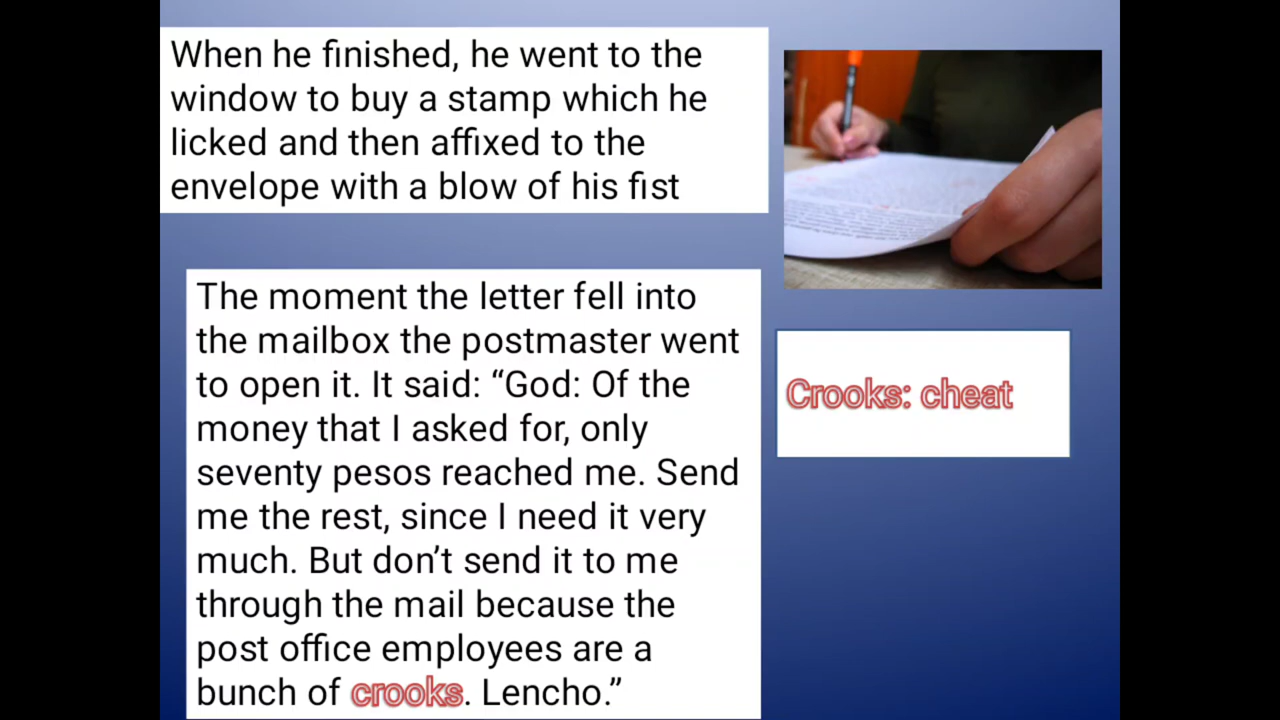 When he finished, he went to the
window to buy a stamp which he
licked and then affixed to the
envelope with a blow of his fist
The moment the letter fell into
the mailbox the postmaster went
to open it. It said: “God: Of the
money that I asked for, only
seventy pesos reached me. Send
me the rest, since I need it very
much. But don’t send it to me
through the mail because the
post office employees are a
bunch of crooks. Lencho.”
Crooks: cheat